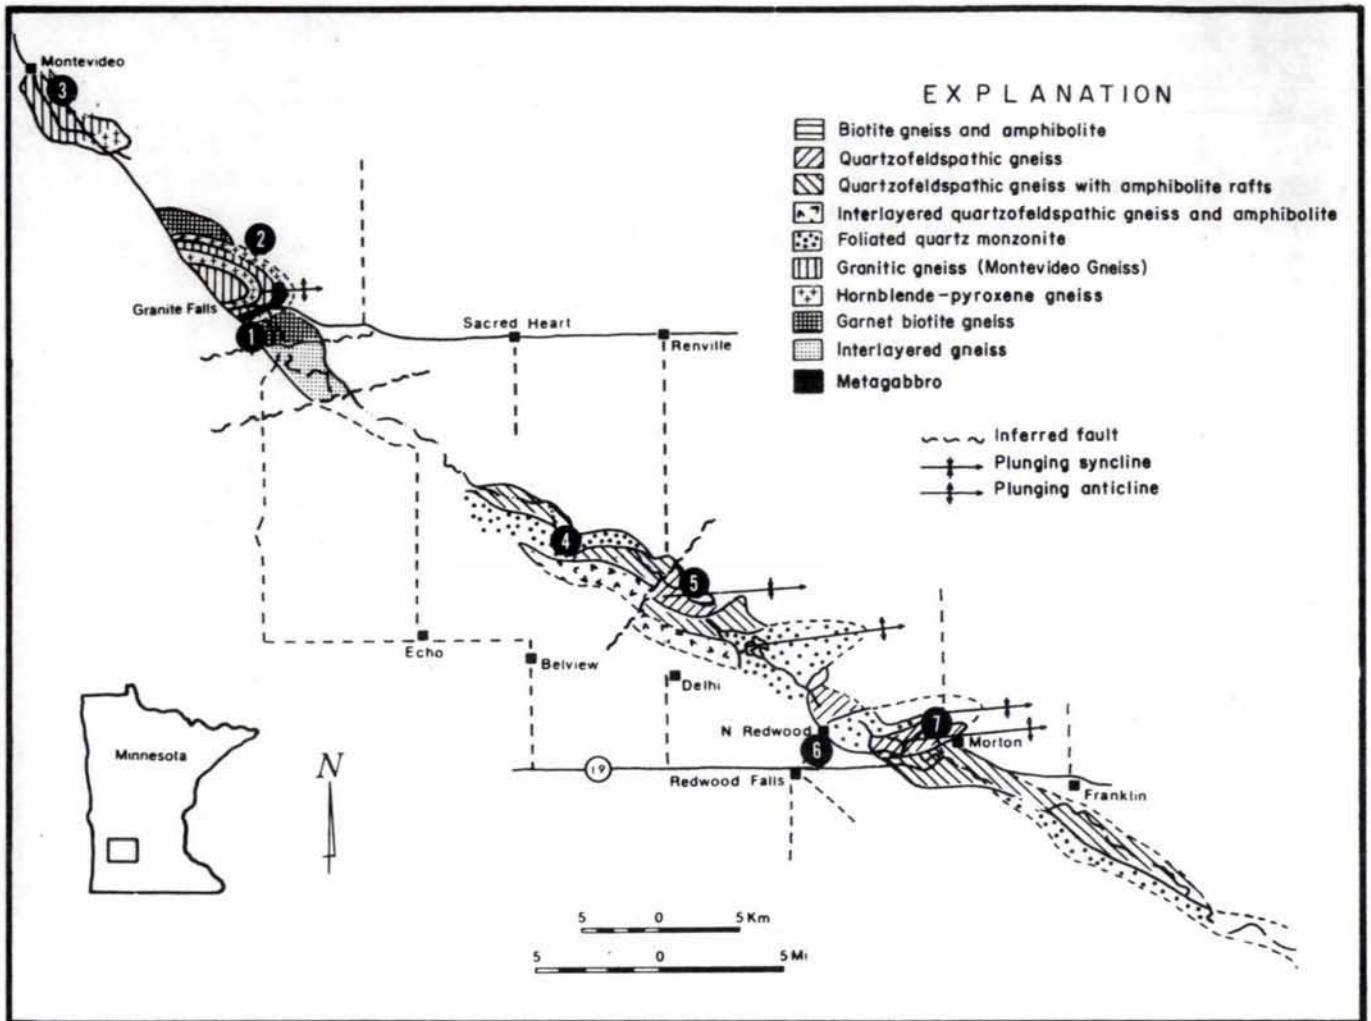 Montevideo
3
EXPLANATION
Biotite gneiss and amphibolite
Quartzofeldspathic gneiss
Quartzofeldspathic gneiss with amphibolite rafts
Interlayered quartzofeldspathic gneiss and amphibolite
Foliated quartz monzonite
Granitic gneiss (Montevideo Gneiss)
Hornblende-pyroxene gneiss
Garnet biotite gneiss
Interlayered gneiss
Metagabbro
Inferred fault
Plunging syncline
Plunging anticline
2
Granite Falls
1
Sacred Heart
Renville
4
5
Echo
Belview
Delhi
N Redwood
6
7
Morton
19
Redwood Falls
Franklin
Minnesota
N
5 0 5 Km
5 0 5 Mi